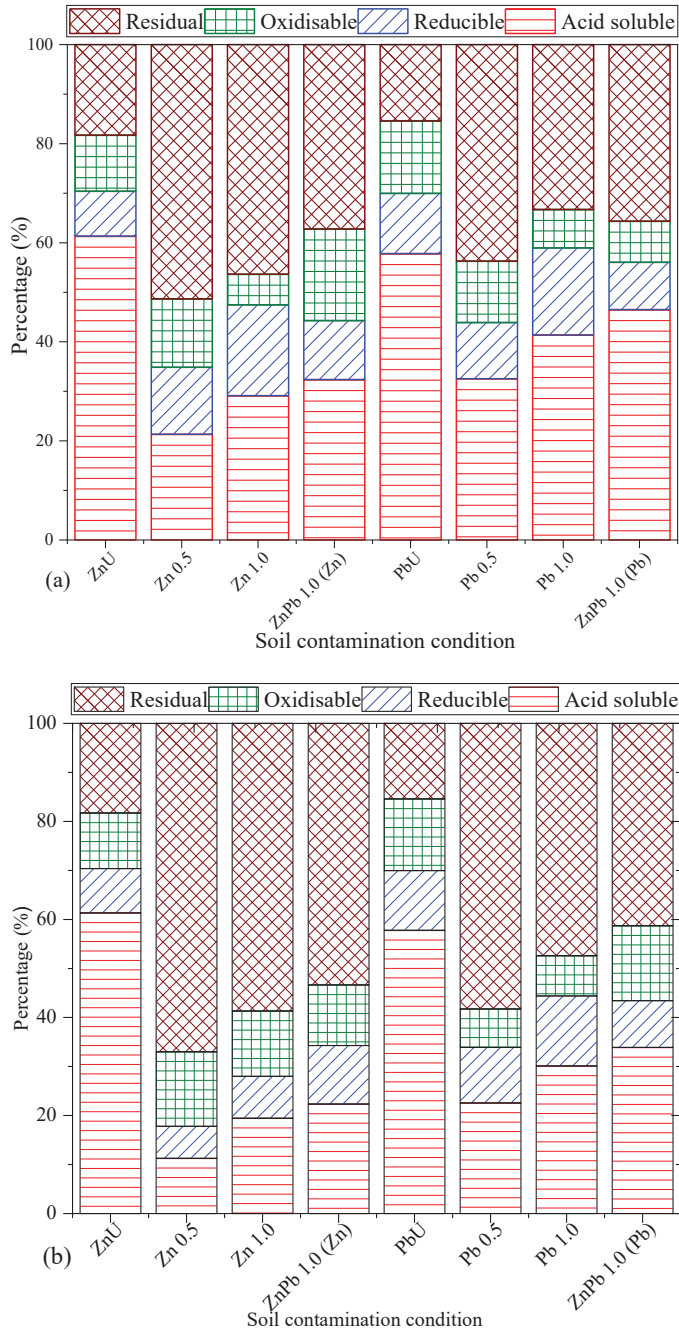 Residual Oxidisable Reducible Acid soluble
Percentage (%)
100
80
60
40
20
0
ZnU
Zn 0.5
Zn 1.0
ZnPb 1.0 (Zn)
PbU
Pb 0.5
Pb 1.0
ZnPb 1.0 (Pb)
(a)
Soil contamination condition
Residual Oxidisable Reducible Acid soluble
Percentage (%)
100
80
60
40
20
0
ZnU
Zn 0.5
Zn 1.0
ZnPb 1.0 (Zn)
PbU
Pb 0.5
Pb 1.0
ZnPb 1.0 (Pb)
(b)
Soil contamination condition